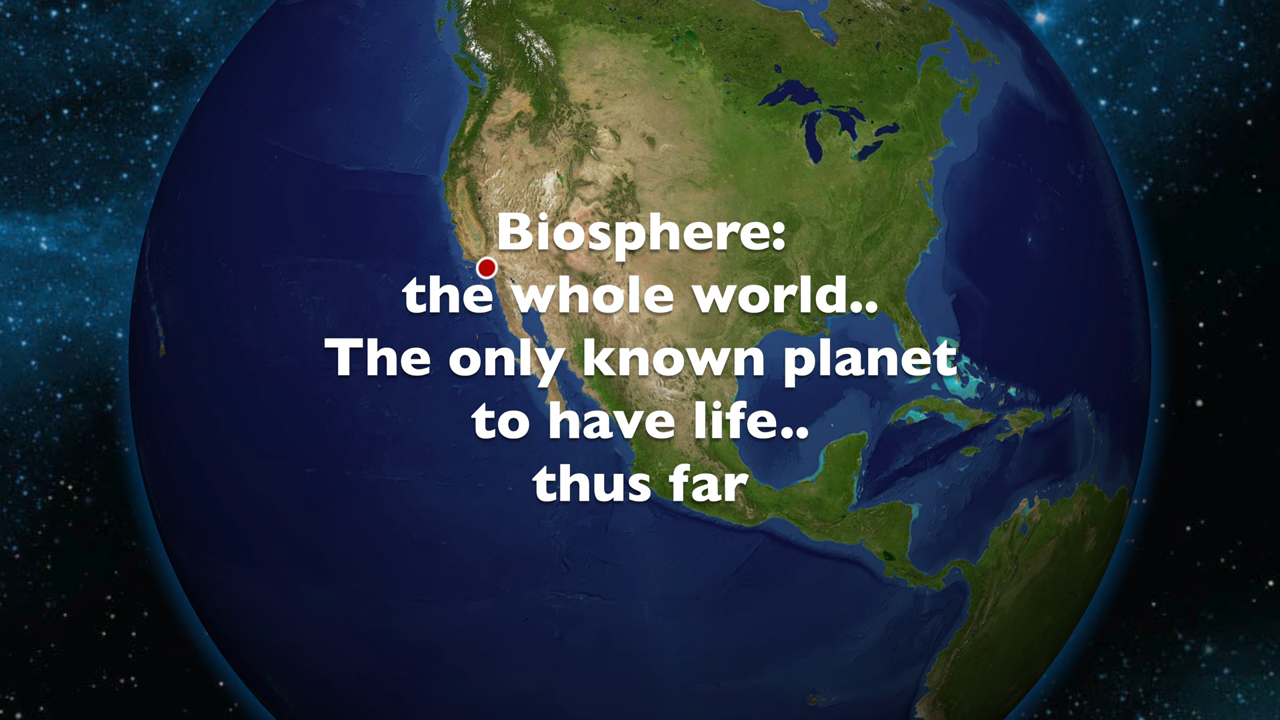 Biosphere:
the whole world..
The only known planet
to have life..
thus far